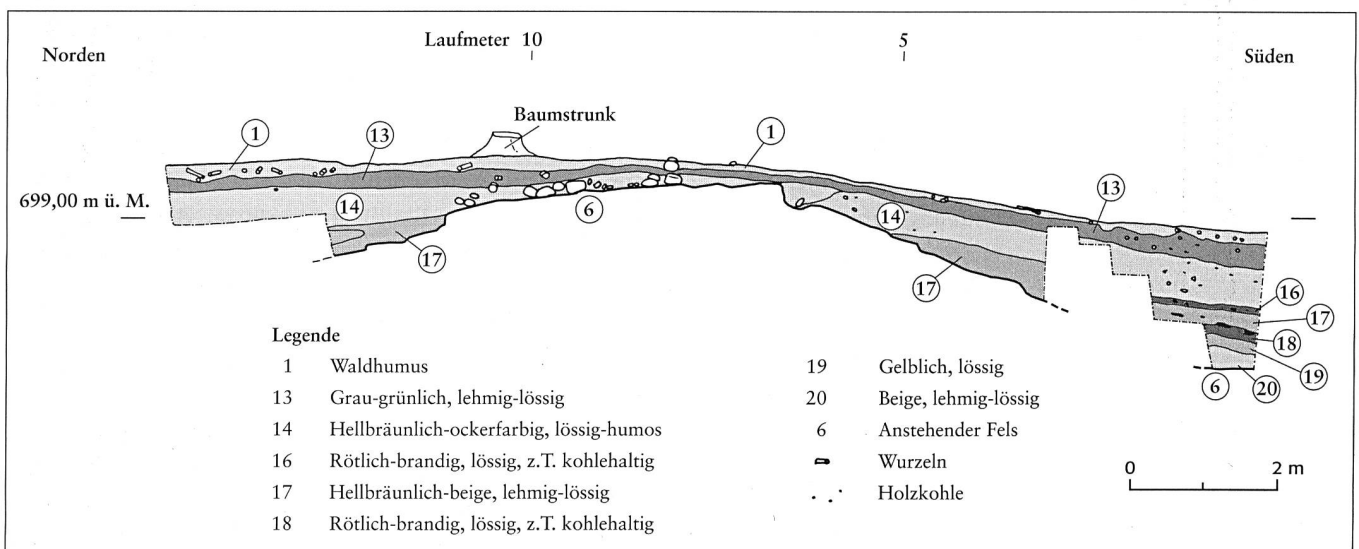 Norden
Laufmeter 10
5
Süden
Baumstrunk
1
13
1
699,00 m ü. M.
14
6
14
13
17
17
16
17
18
19
6
20
Legende
1 Waldhumus
13 Grau-grünlich, lehmig-lössig
14 Hellbräunlich-ockerfarbig, lössig-humos
16 Rötlich-brandig, lössig, z.T. kohlehaltig
17 Hellbräunlich-beige, lehmig-lössig
18 Rötlich-brandig, lössig, z.T. kohlehaltig
19 Gelblich, lössig
20 Beige, lehmig-lössig
6 Anstehender Fels
Wurzeln
Holzkohle
0 2 m